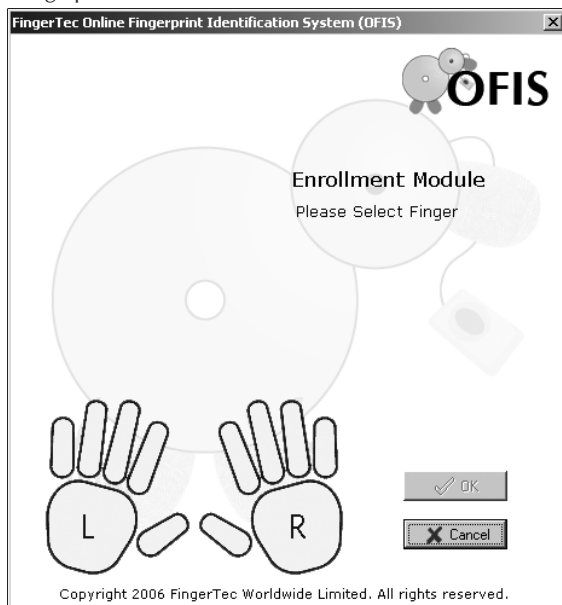 FingerTec Online Fingerprint Identification System (OFIS)
OFIS
Enrollment Module
Please Select Finger
L
R
OK
Cancel
Copyright 2006 FingerTec Worldwide Limited. All rights reserved.